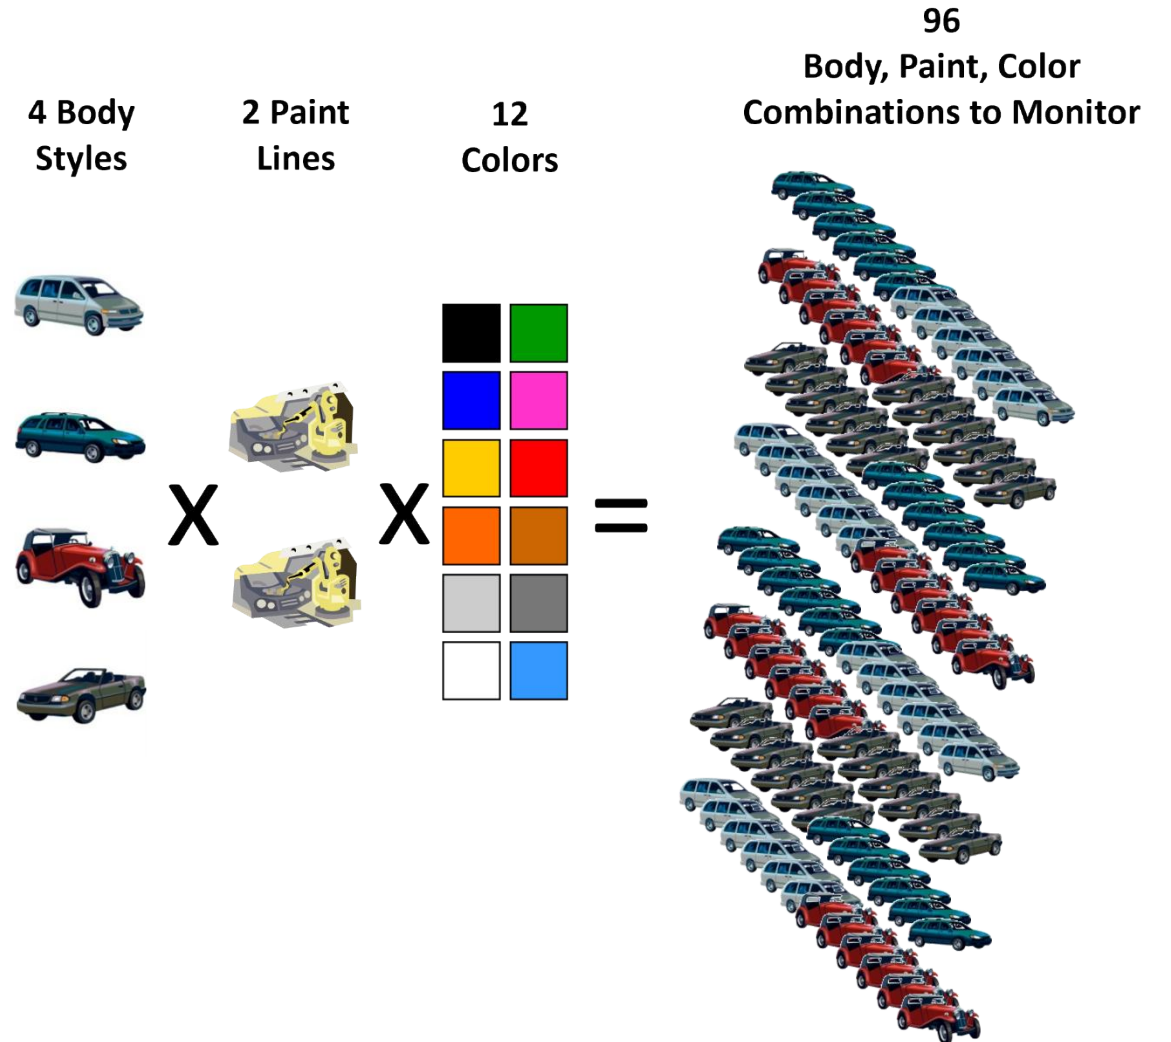 4 Body
Styles
2 Paint
Lines
12
Colors
96
Body, Paint, Color
Combinations to Monitor
X
X
=